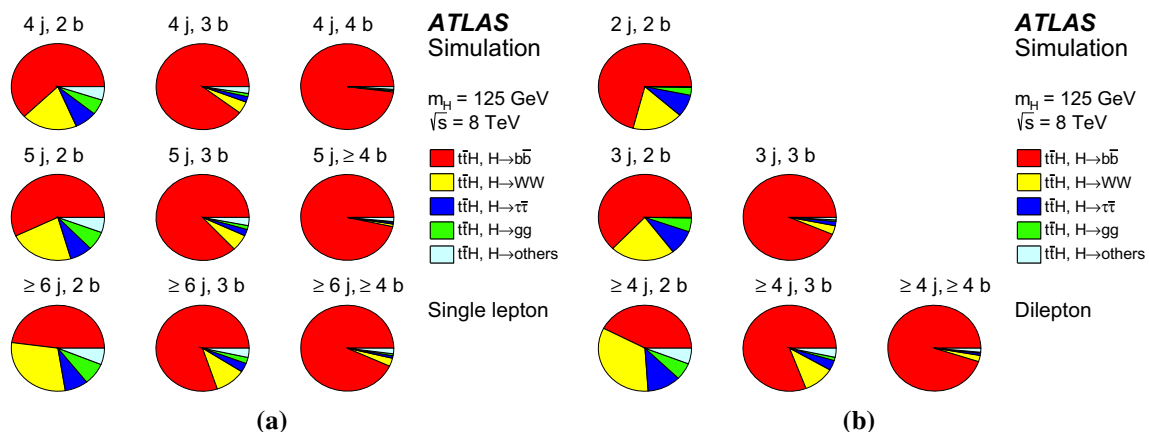 4 j, 2 b
4 j, 3 b
4 j, 4 b
ATLAS
Simulation
m_H = 125 GeV
√s = 8 TeV
5 j, 2 b
5 j, 3 b
5 j, ≥ 4 b
tt̄H, H→bb̄
tt̄H, H→WW
tt̄H, H→ττ̄
tt̄H, H→gg
tt̄H, H→others
≥ 6 j, 2 b
≥ 6 j, 3 b
≥ 6 j, ≥ 4 b
Single lepton
(a)
2 j, 2 b
ATLAS
Simulation
m_H = 125 GeV
√s = 8 TeV
3 j, 2 b
3 j, 3 b
tt̄H, H→bb̄
tt̄H, H→WW
tt̄H, H→ττ̄
tt̄H, H→gg
tt̄H, H→others
≥ 4 j, 2 b
≥ 4 j, 3 b
≥ 4 j, ≥ 4 b
Dilepton
(b)